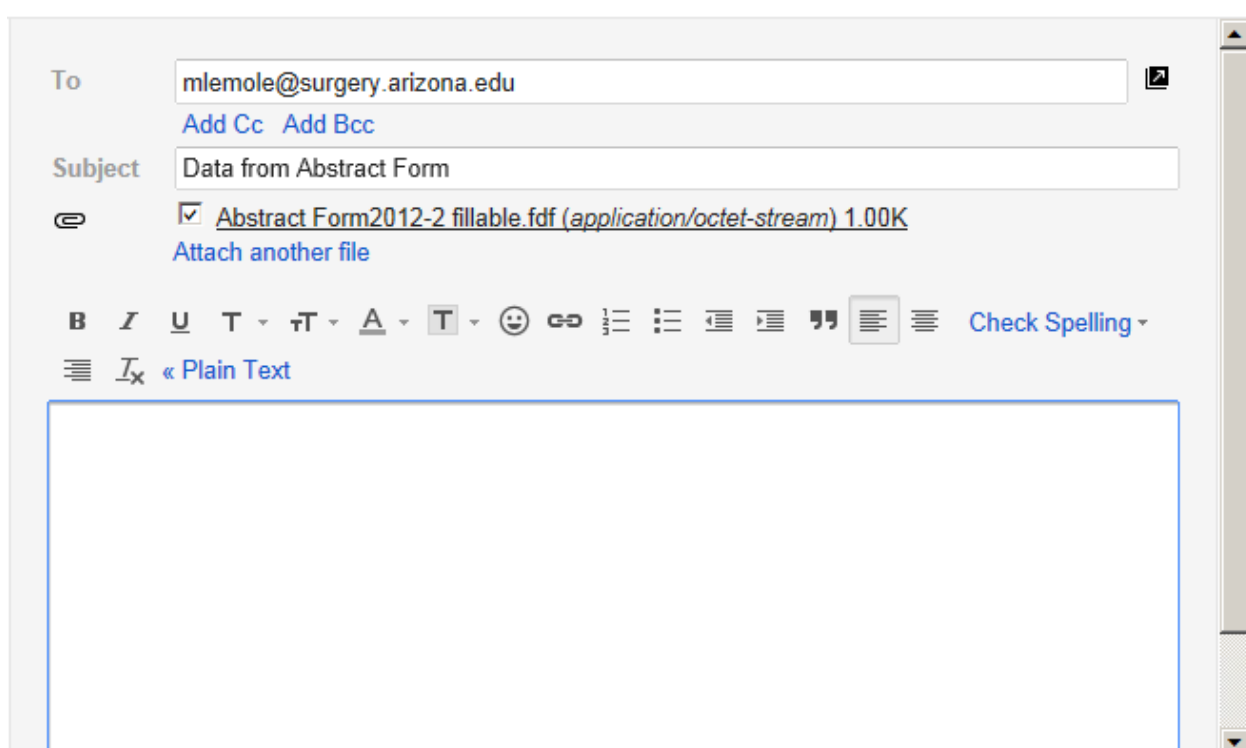 To mlemole@surgery.arizona.edu
Add Cc Add Bcc
Subject Data from Abstract Form
Abstract Form2012-2 fillable.fdf (application/octet-stream) 1.00K
Attach another file
B I U T T A T Check Spelling
Tx « Plain Text